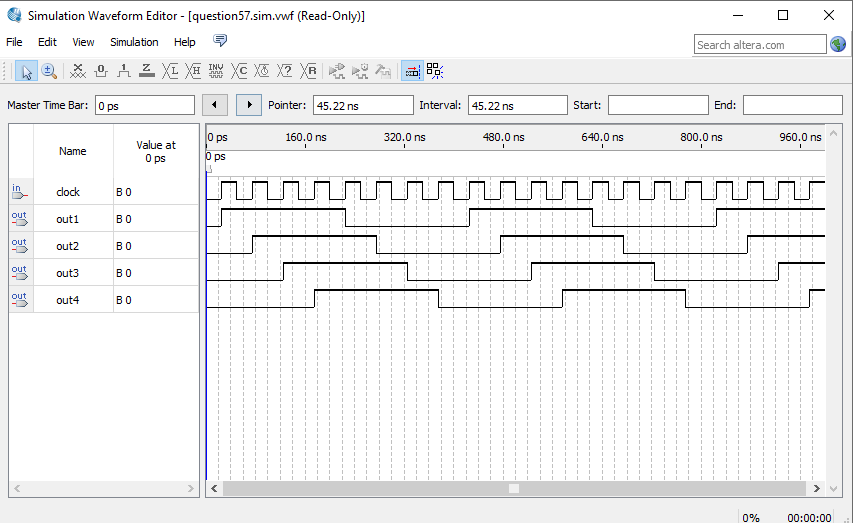 Simulation Waveform Editor - [question57.sim.vwf (Read-Only)]
File Edit View Simulation Help
Search altera.com
Master Time Bar: 0 ps Pointer: 45.22 ns Interval: 45.22 ns Start: End:
Name Value at 0 ps
0 ps 160.0 ns 320.0 ns 480.0 ns 640.0 ns 800.0 ns 960.0 ns
0 ps
in clock B 0
out out1 B 0
out out2 B 0
out out3 B 0
out out4 B 0
0% 00:00:00